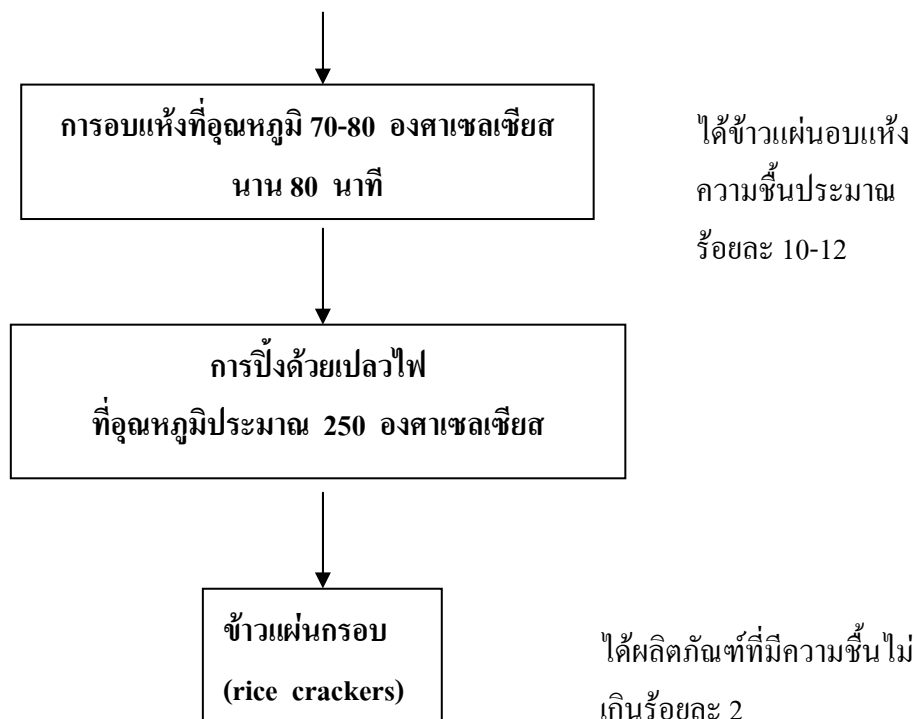 การอบแห้งที่อุณหภูมิ 70-80 องศาเซลเซียส
นาน 80 นาที
ได้ข้าวแผ่นอบแห้ง
ความชื้นประมาณ
ร้อยละ 10-12
การปิ้งด้วยเปลวไฟ
ที่อุณหภูมิประมาณ 250 องศาเซลเซียส
ข้าวแผ่นกรอบ
(rice crackers)
ได้ผลิตภัณฑ์ที่มีความชื้นไม่
เกินร้อยละ 2